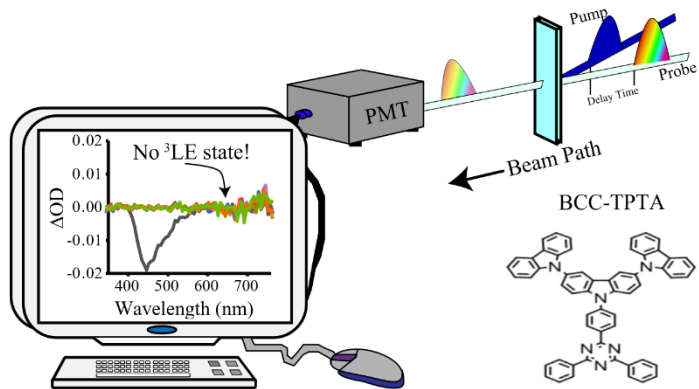 Pump
Probe
Delay Time
PMT
Beam Path
BCC-TPTA
0.02
0.01
0.00
-0.01
-0.02
ΔOD
No ³LE state!
400 500 600 700
Wavelength (nm)
N
N
N
N
N
N